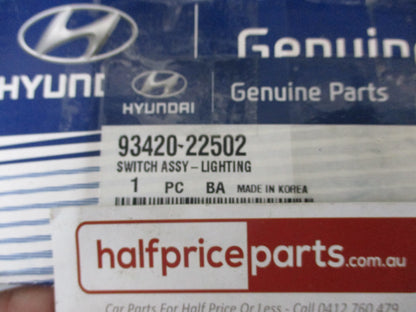 HYUNDAI
Genuine
HYUNDAI Genuine Parts
93420-22502
SWITCH ASSY-LIGHTING
1 PC BA MADE IN KOREA
halfpriceparts.com.au
Car Parts For Half Price Or Less - Call 0412 760 479